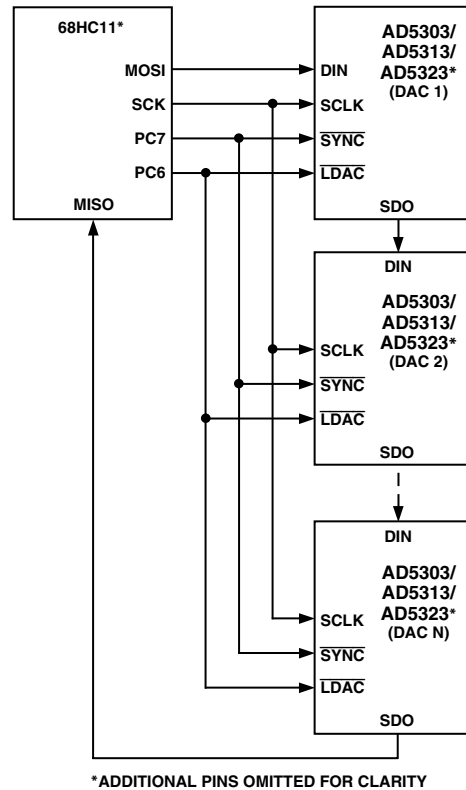 68HC11*
MOSI
SCK
PC7
PC6
MISO
AD5303/
AD5313/
AD5323*
(DAC 1)
DIN
SCLK
SYNC
LDAC
SDO
DIN
AD5303/
AD5313/
AD5323*
(DAC 2)
SCLK
SYNC
LDAC
SDO
DIN
AD5303/
AD5313/
AD5323*
(DAC N)
SCLK
SYNC
LDAC
SDO
*ADDITIONAL PINS OMITTED FOR CLARITY